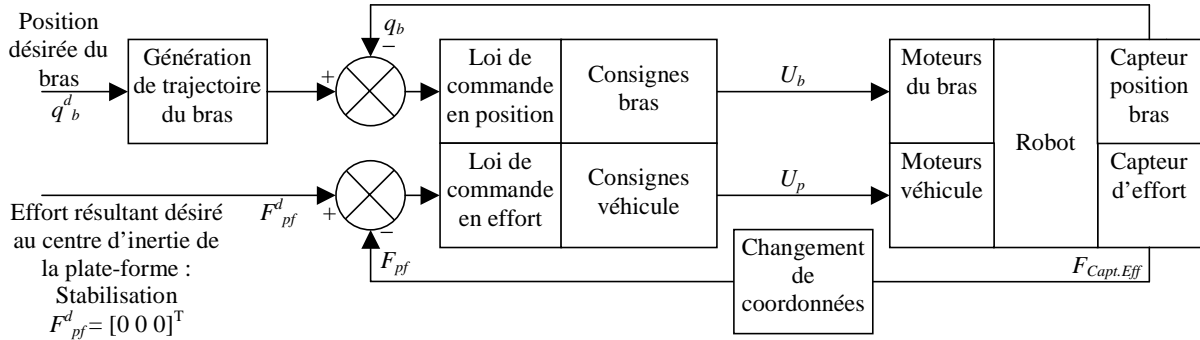 Position
désirée du
bras
q^d_b
Génération
de trajectoire
du bras
q_b
−
+
Loi de
commande
en position
Consignes
bras
U_b
Moteurs
du bras
Robot
Capteur
position
bras
Loi de
commande
en effort
Consignes
véhicule
U_p
Moteurs
véhicule
Capteur
d’effort
F^d_pf
+
−
F_pf
Changement
de
coordonnées
F_Capt.Eff
Effort résultant désiré
au centre d’inertie de
la plate-forme :
Stabilisation
F^d_pf = [0 0 0]^T